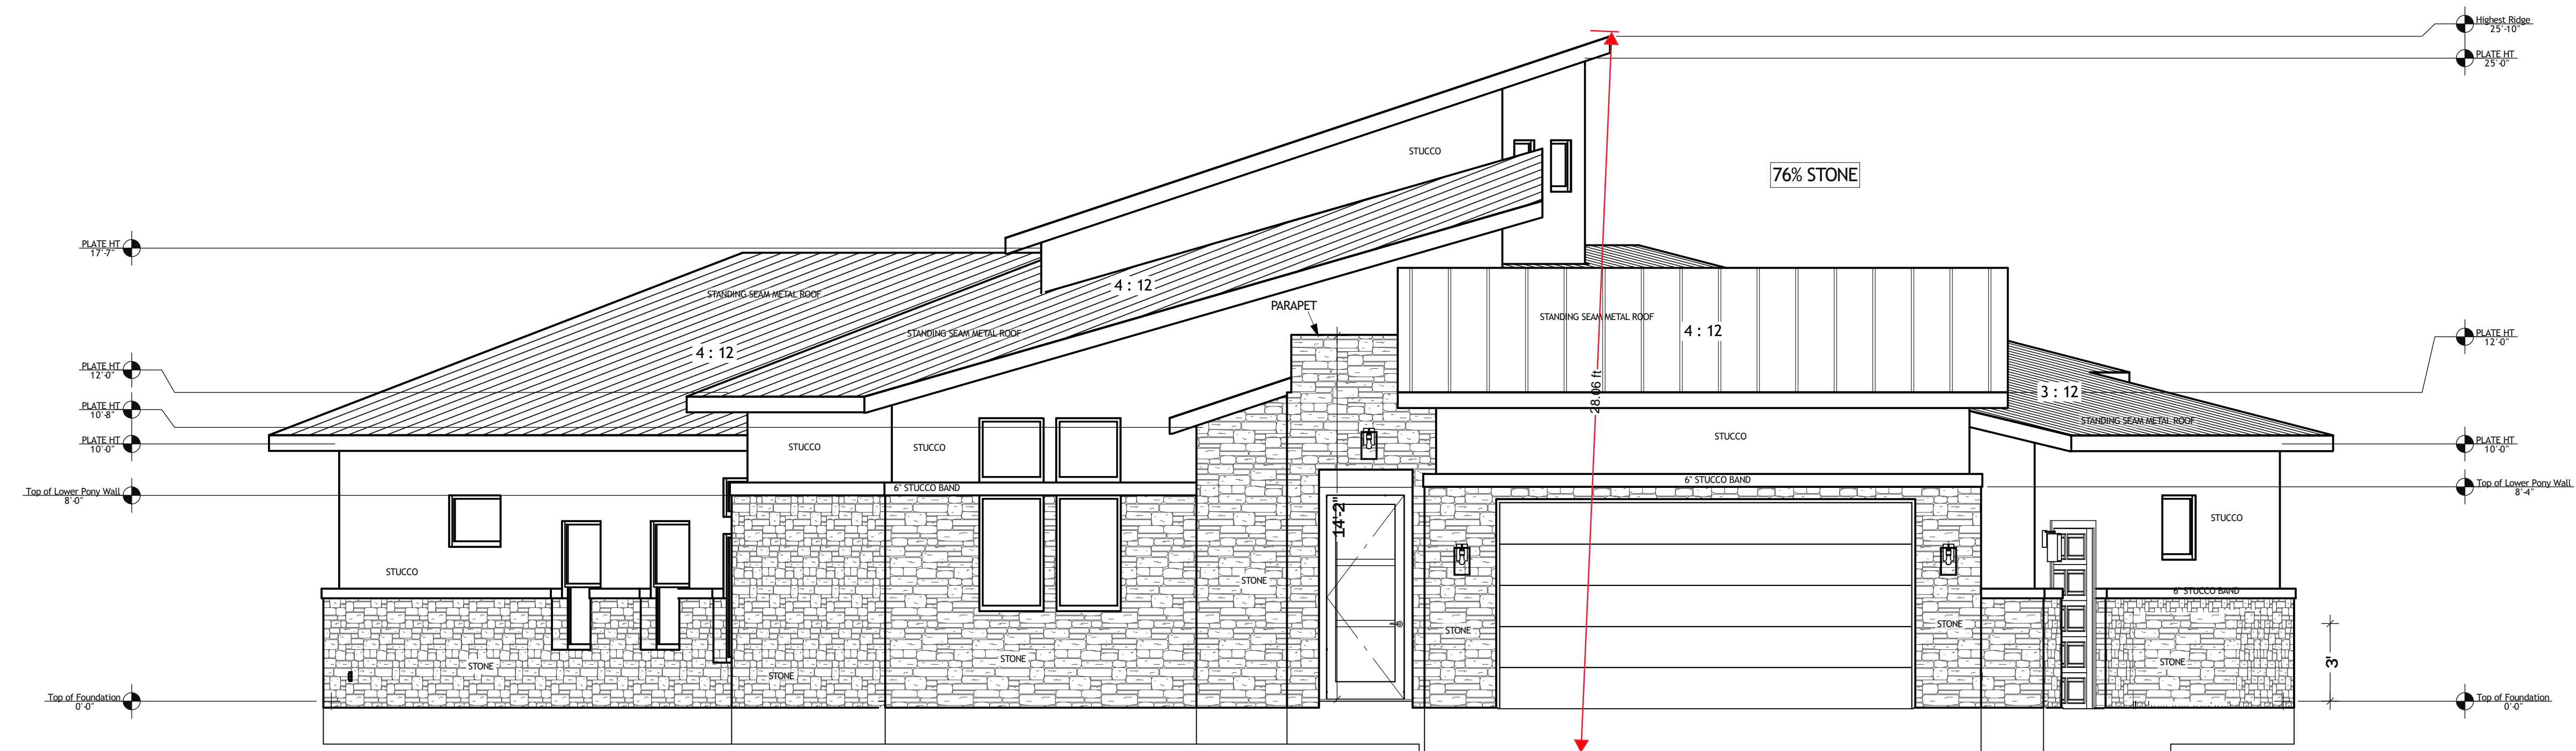 Highest Ridge
25'-10"
PLATE HT
25'-0"
STUCCO
76% STONE
PLATE HT
17'-7"
4 : 12
STANDING SEAM METAL ROOF
PARAPET
STANDING SEAM METAL ROOF
4 : 12
STANDING SEAM METAL ROOF
4 : 12
PLATE HT
12'-0"
PLATE HT
12'-0"
28.06 ft
3 : 12
PLATE HT
10'-8"
STANDING SEAM METAL ROOF
PLATE HT
10'-0"
STUCCO
STUCCO
STUCCO
PLATE HT
10'-0"
6" STUCCO BAND
6" STUCCO BAND
Top of Lower Pony Wall
8'-0"
Top of Lower Pony Wall
8'-4"
14'-2"
STUCCO
STUCCO
STONE
6" STUCCO BAND
STONE
STONE
STONE
STONE
STONE
STONE
3'
STONE
Top of Foundation
0'-0"
Top of Foundation
0'-0"